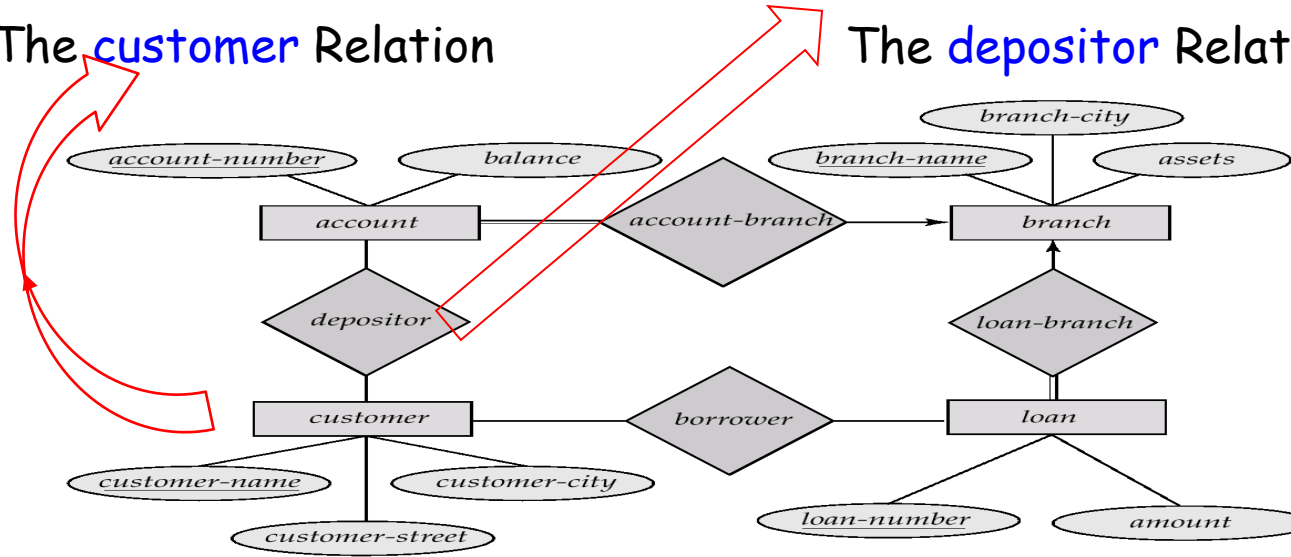 The customer Relation
The depositor Relat
branch-city
account-number
balance
branch-name
assets
account
account-branch
branch
depositor
loan-branch
customer
borrower
loan
customer-name
customer-city
loan-number
amount
customer-street